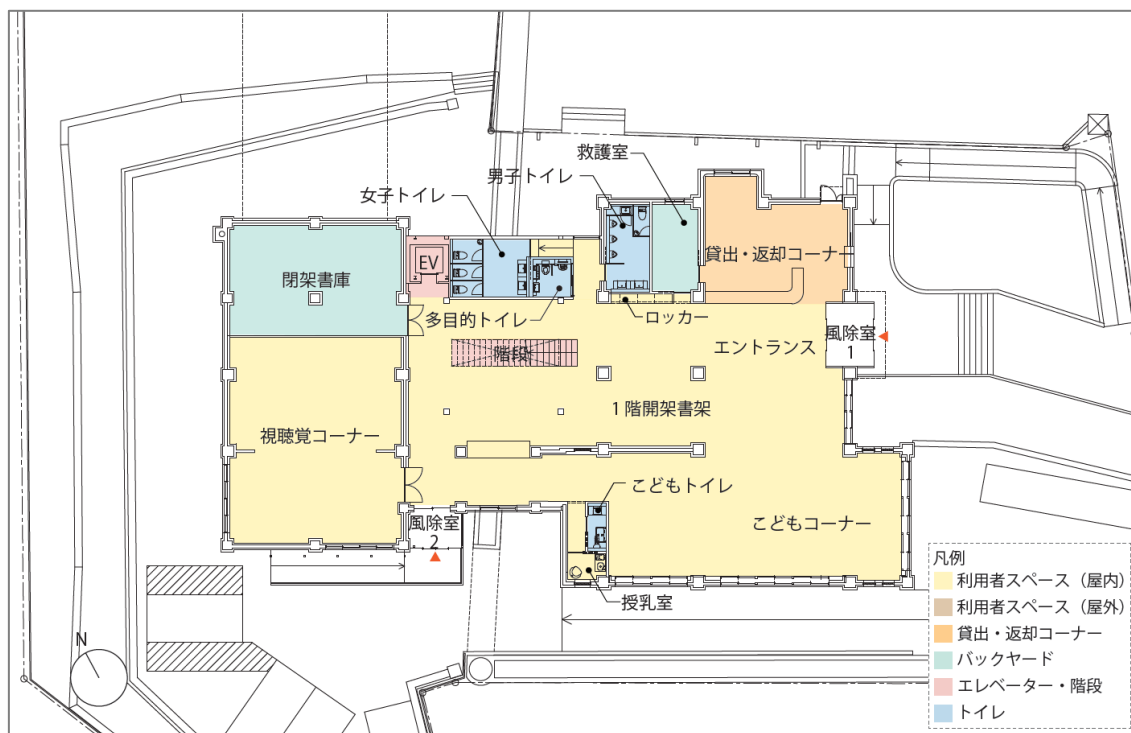 救護室
男子トイレ
女子トイレ
貸出・返却コーナー
EV
閉架書庫
多目的トイレ
ロッカー
エントランス
風除室
1
階段
1階開架書架
視聴覚コーナー
こどもトイレ
こどもコーナー
風除室
2
授乳室
N
凡例
利用者スペース（屋内）
利用者スペース（屋外）
貸出・返却コーナー
バックヤード
エレベーター・階段
トイレ